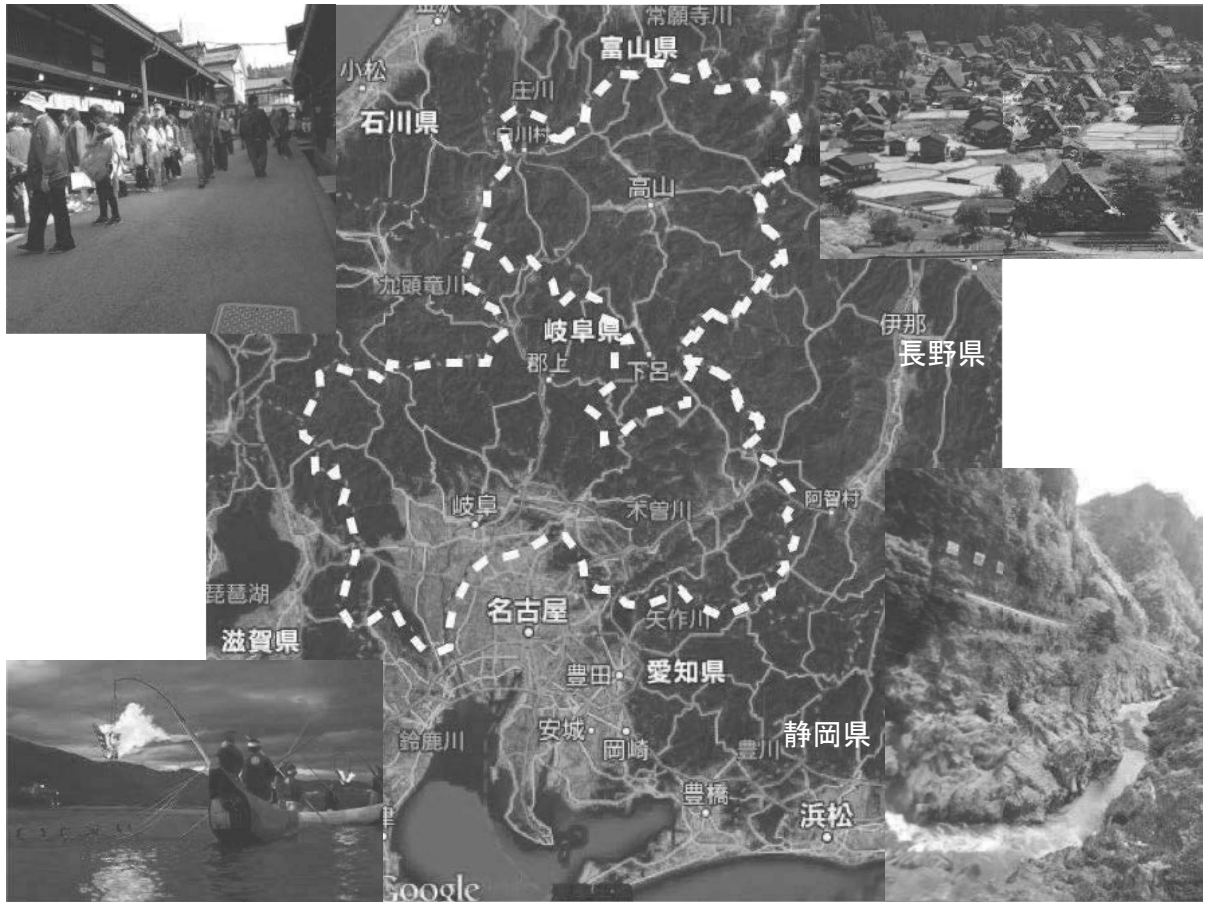 常願寺川
富山県
小松
庄川
石川県
白川村
高山
九頭竜川
岐阜県
伊那
長野県
郡上
下呂
岐阜
木曽川
阿智村
琵琶湖
名古屋
矢作川
滋賀県
豊田
愛知県
鈴鹿川
安城
岡崎
豊川
静岡県
豊橋
浜松
津
Google